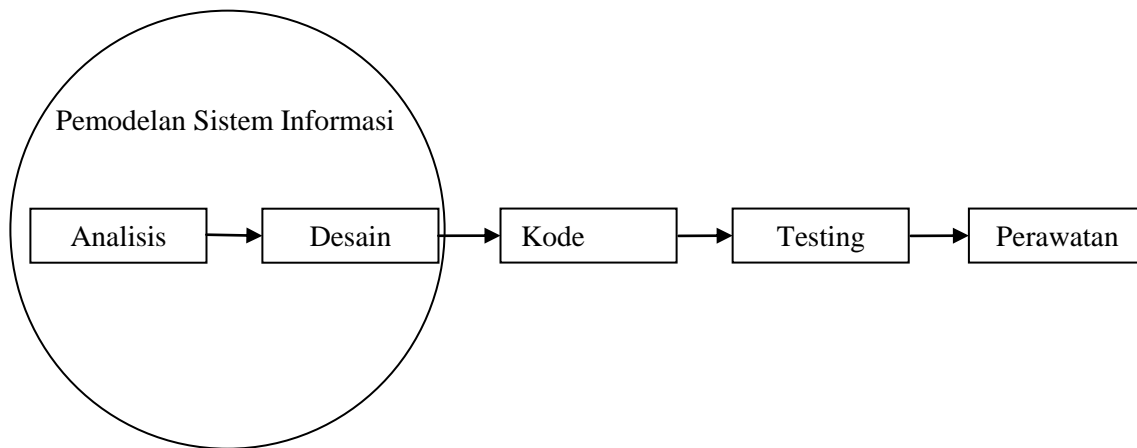 Pemodelan Sistem Informasi
Analisis
Desain
Kode
Testing
Perawatan